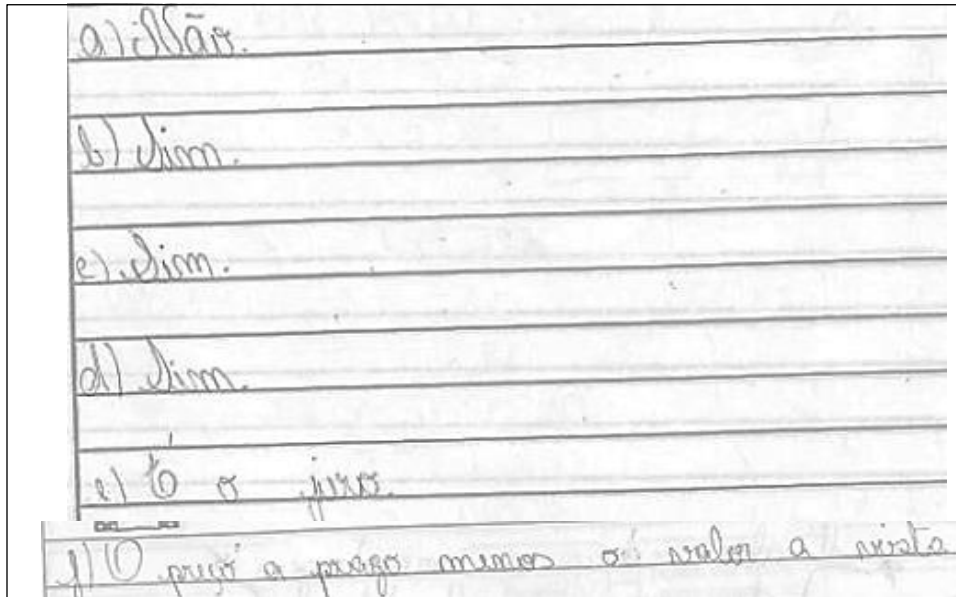 a) Não.
b) Sim.
c) Sim.
d) Sim.
e) É o juro.
f) O preço a prazo menos o valor a vista